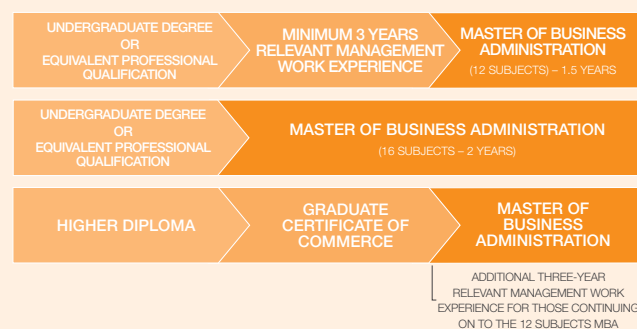 UNDERGRADUATE DEGREE
OR
EQUIVALENT PROFESSIONAL
QUALIFICATION
MINIMUM 3 YEARS
RELEVANT MANAGEMENT
WORK EXPERIENCE
MASTER OF BUSINESS
ADMINISTRATION
(12 SUBJECTS) – 1.5 YEARS
UNDERGRADUATE DEGREE
OR
EQUIVALENT PROFESSIONAL
QUALIFICATION
MASTER OF BUSINESS ADMINISTRATION
(16 SUBJECTS – 2 YEARS)
HIGHER DIPLOMA
GRADUATE
CERTIFICATE OF
COMMERCE
MASTER OF
BUSINESS
ADMINISTRATION
ADDITIONAL THREE-YEAR
RELEVANT MANAGEMENT WORK
EXPERIENCE FOR THOSE CONTINUING
ON TO THE 12 SUBJECTS MBA